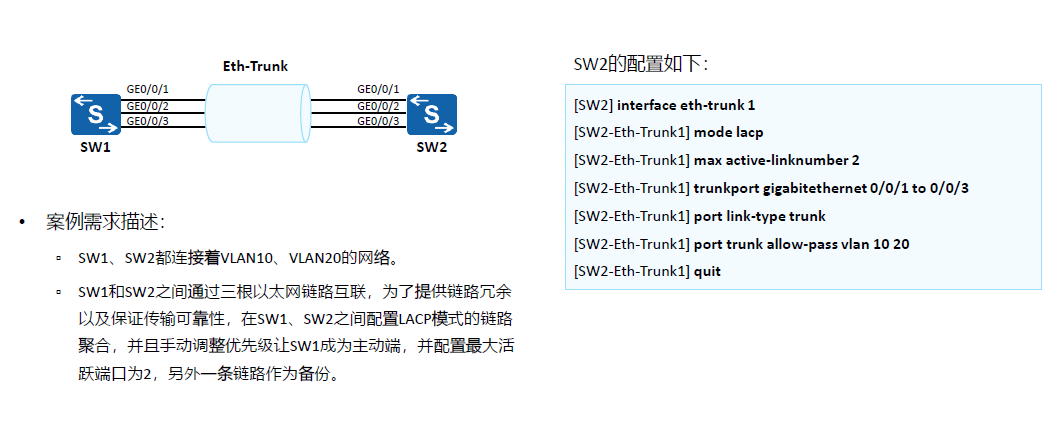 Eth-Trunk
GE0/0/1
GE0/0/2
GE0/0/3
GE0/0/1
GE0/0/2
GE0/0/3
S
S
SW1
SW2
• 案例需求描述：
▫ SW1、SW2都连接着VLAN10、VLAN20的网络。
▫ SW1和SW2之间通过三根以太网链路互联，为了提供链路冗余
以及保证传输可靠性，在SW1、SW2之间配置LACP模式的链路
聚合，并且手动调整优先级让SW1成为主动端，并配置最大活
跃端口为2，另外一条链路作为备份。
SW2的配置如下：
[SW2] interface eth-trunk 1
[SW2-Eth-Trunk1] mode lacp
[SW2-Eth-Trunk1] max active-linknumber 2
[SW2-Eth-Trunk1] trunkport gigabitethernet 0/0/1 to 0/0/3
[SW2-Eth-Trunk1] port link-type trunk
[SW2-Eth-Trunk1] port trunk allow-pass vlan 10 20
[SW2-Eth-Trunk1] quit